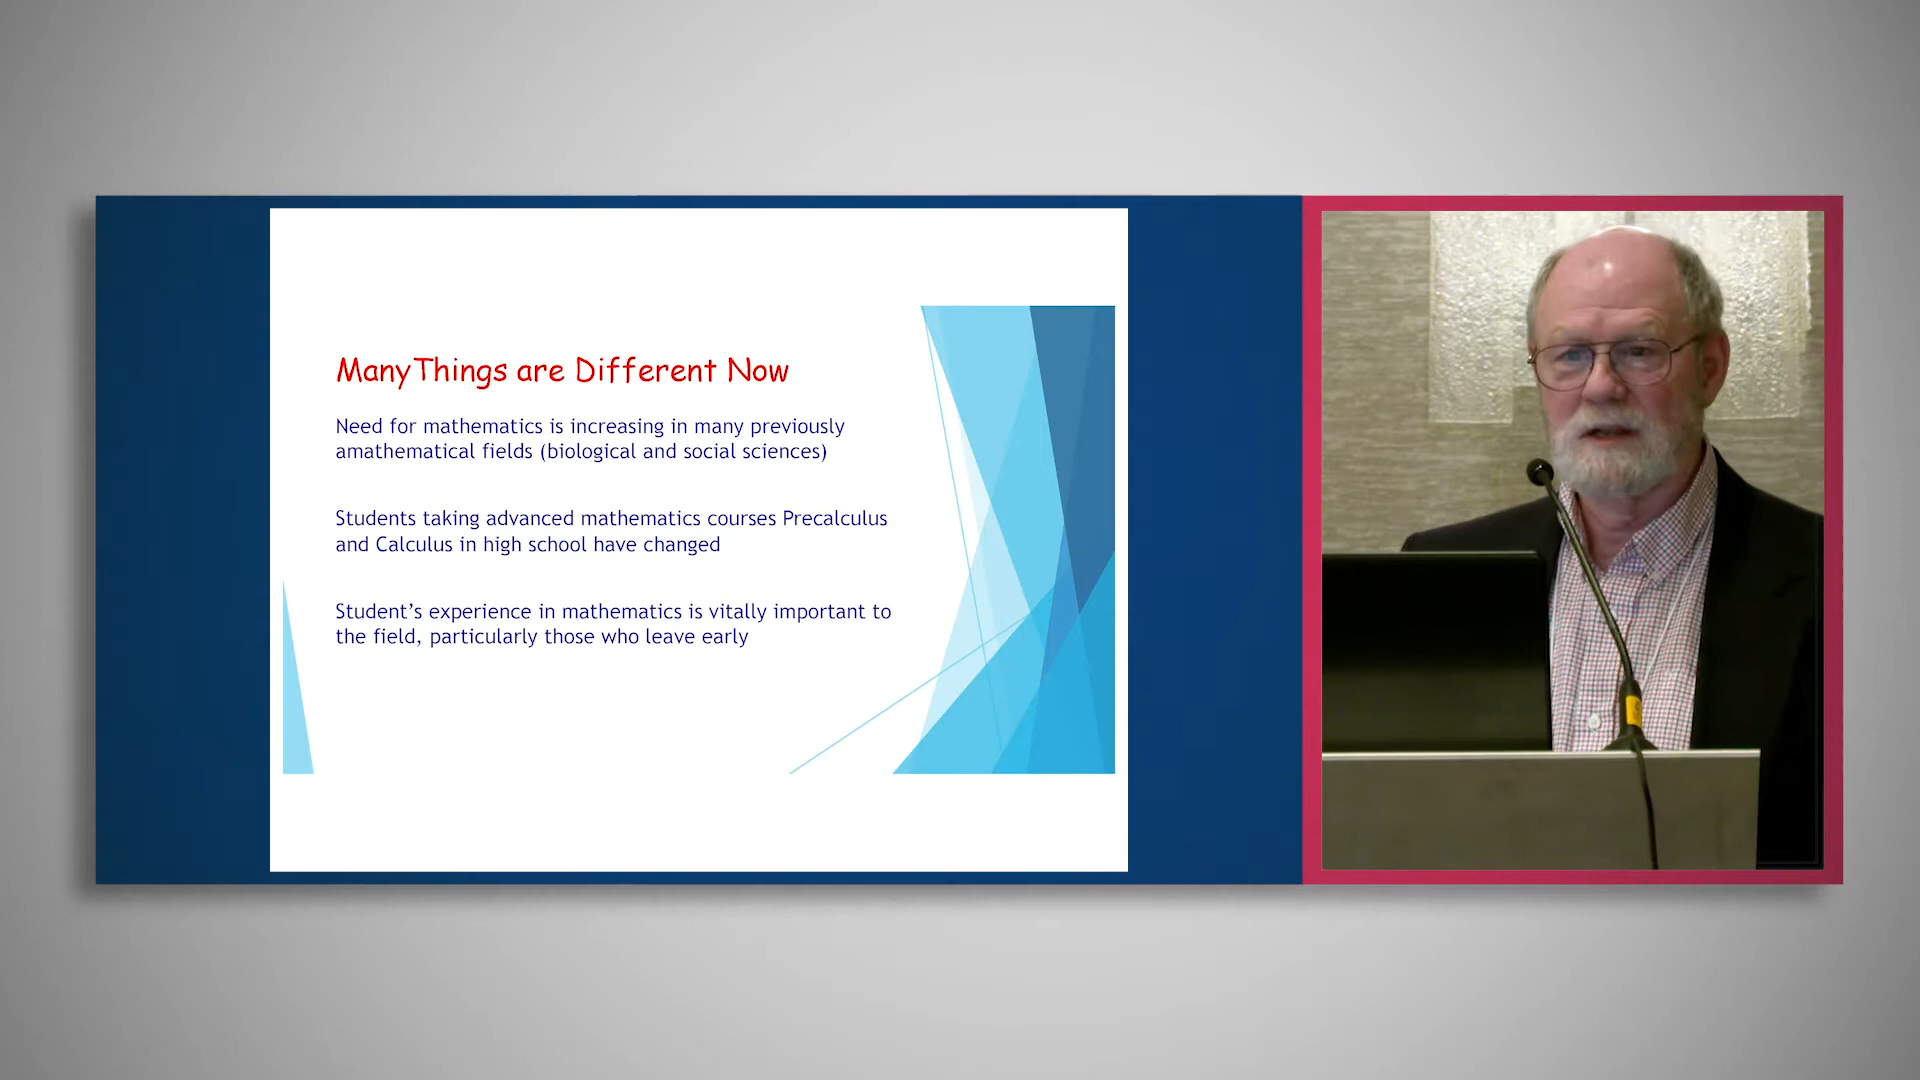 ManyThings are Different Now
Need for mathematics is increasing in many previously
amathematical fields (biological and social sciences)
Students taking advanced mathematics courses Precalculus
and Calculus in high school have changed
Student’s experience in mathematics is vitally important to
the field, particularly those who leave early